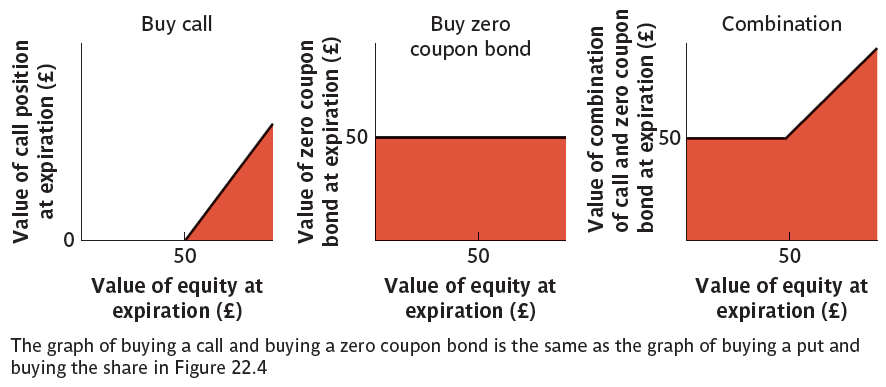 Buy call
Value of call position
at expiration (£)
0
50
Value of equity at
expiration (£)
Buy zero
coupon bond
Value of zero coupon
bond at expiration (£)
50
50
Value of equity at
expiration (£)
Combination
Value of combination
of call and zero coupon
bond at expiration (£)
50
50
Value of equity at
expiration (£)
The graph of buying a call and buying a zero coupon bond is the same as the graph of buying a put and
buying the share in Figure 22.4